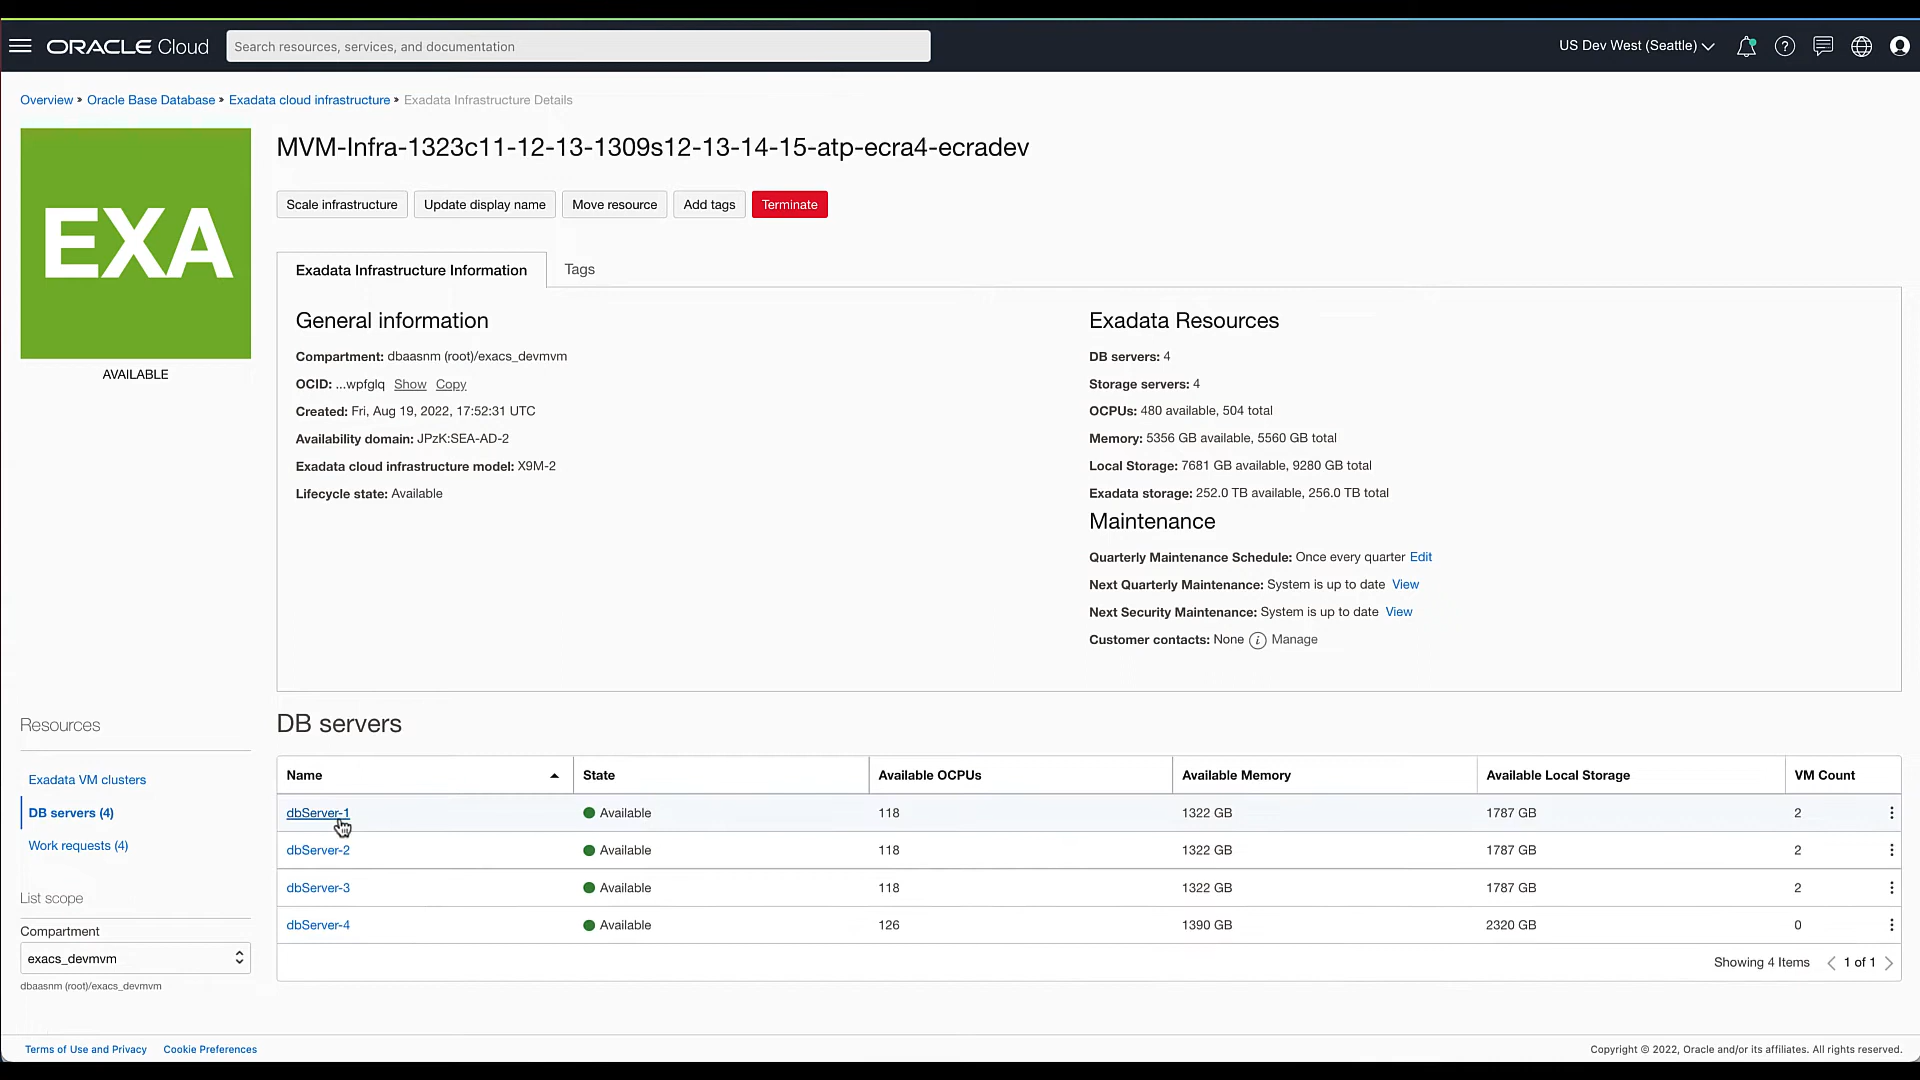 ORACLE Cloud
Search resources, services, and documentation
US Dev West (Seattle)
Overview » Oracle Base Database » Exadata cloud infrastructure » Exadata Infrastructure Details
EXA
AVAILABLE
MVM-Infra-1323c11-12-13-1309s12-13-14-15-atp-ecra4-ecradev
Scale infrastructure Update display name Move resource Add tags Terminate
Exadata Infrastructure Information Tags
General information
Compartment: dbaasnm (root)/exacs_devmvm
OCID: ...wpfglq Show Copy
Created: Fri, Aug 19, 2022, 17:52:31 UTC
Availability domain: JPzK:SEA-AD-2
Exadata cloud infrastructure model: X9M-2
Lifecycle state: Available
Exadata Resources
DB servers: 4
Storage servers: 4
OCPUs: 480 available, 504 total
Memory: 5356 GB available, 5560 GB total
Local Storage: 7681 GB available, 9280 GB total
Exadata storage: 252.0 TB available, 256.0 TB total
Maintenance
Quarterly Maintenance Schedule: Once every quarter Edit
Next Quarterly Maintenance: System is up to date View
Next Security Maintenance: System is up to date View
Customer contacts: None i Manage
Resources
Exadata VM clusters
DB servers (4)
Work requests (4)
List scope
Compartment
exacs_devmvm
dbaasnm (root)/exacs_devmvm
DB servers
Name State Available OCPUs Available Memory Available Local Storage VM Count
dbServer-1 Available 118 1322 GB 1787 GB 2
dbServer-2 Available 118 1322 GB 1787 GB 2
dbServer-3 Available 118 1322 GB 1787 GB 2
dbServer-4 Available 126 1390 GB 2320 GB 0
Showing 4 Items < 1 of 1 >
Terms of Use and Privacy Cookie Preferences
Copyright © 2022, Oracle and/or its affiliates. All rights reserved.